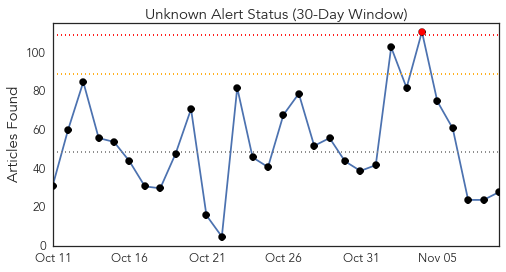 Unknown Alert Status (30-Day Window)
Articles Found
100
80
60
40
20
0
Oct 11
Oct 16
Oct 21
Oct 26
Oct 31
Nov 05